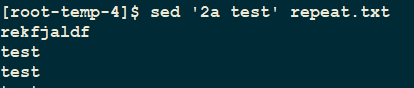 [root-temp-4]$ sed '2a test' repeat.txt
rekfjaldf
test
test